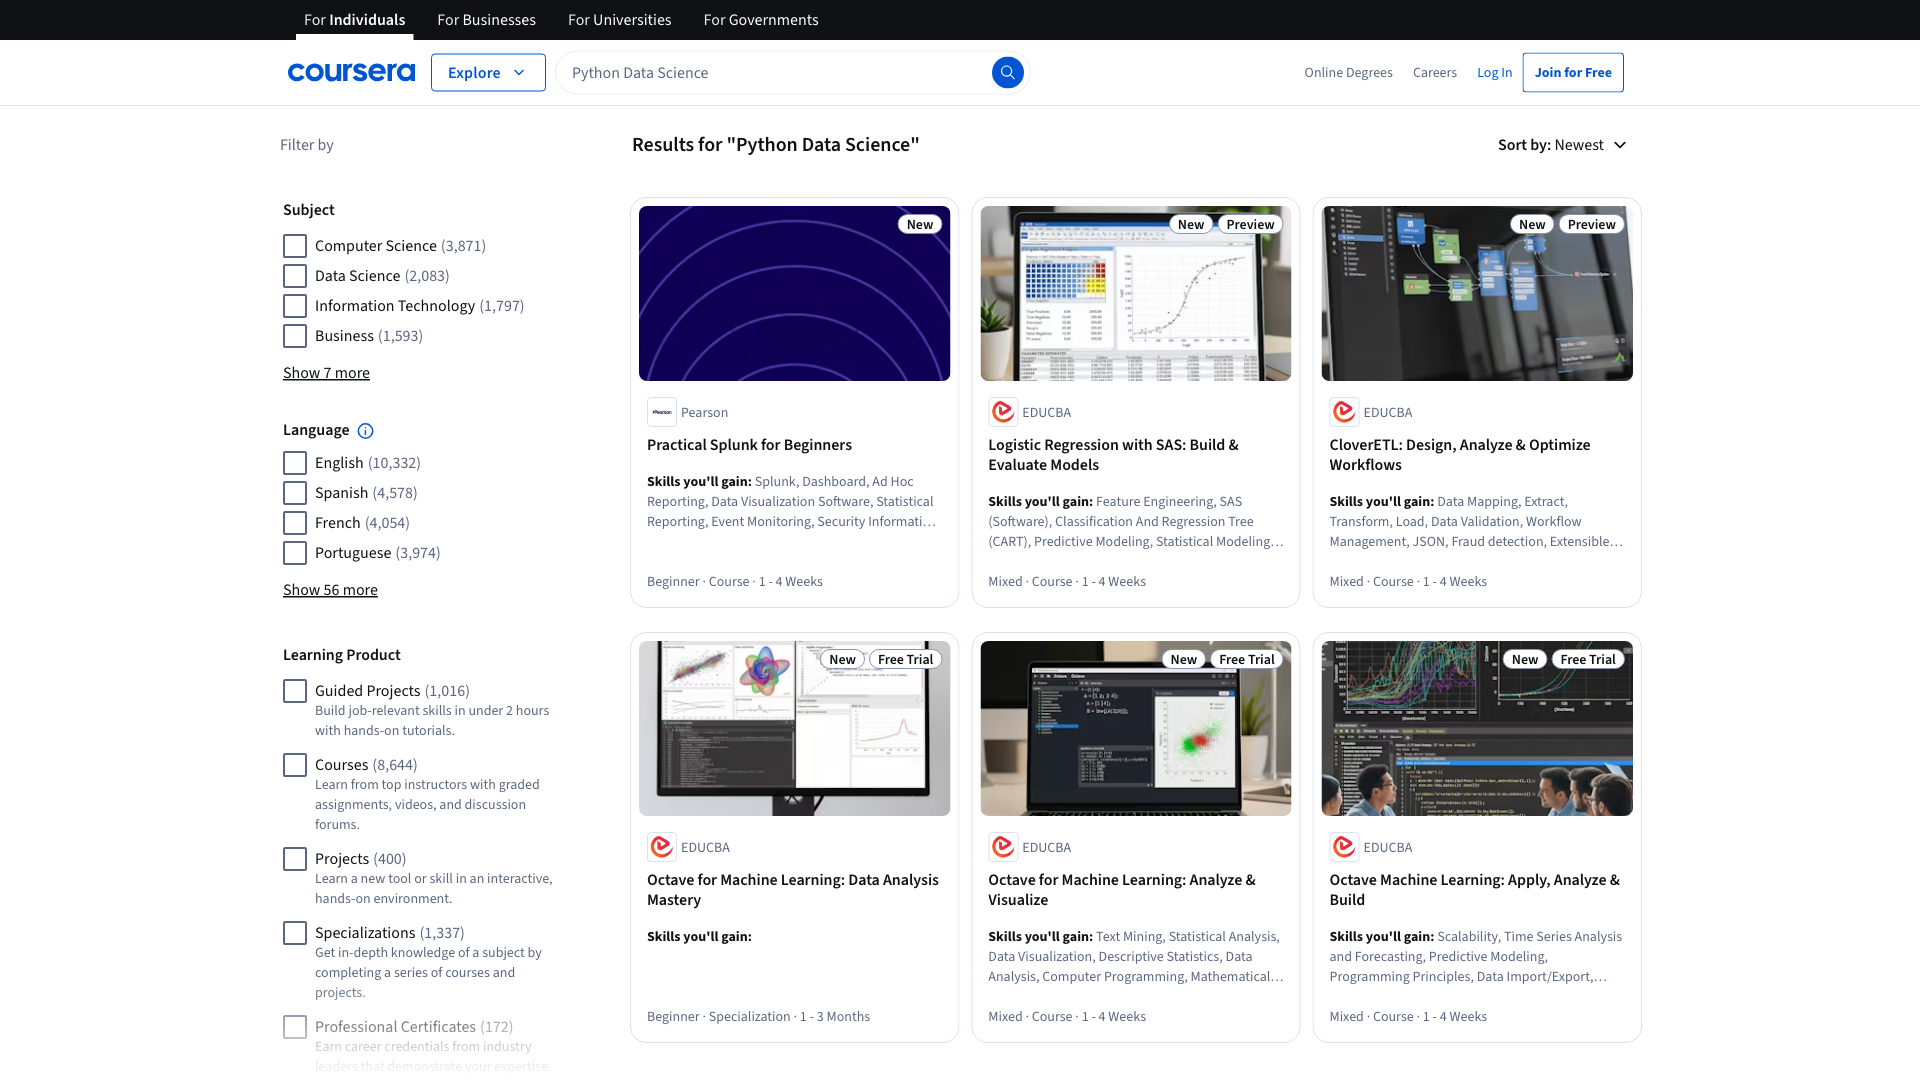 For Individuals
For Businesses
For Universities
For Governments
coursera
Explore
Python Data Science
Online Degrees
Careers
Log In
Join for Free
Filter by
Results for "Python Data Science"
Sort by: Newest
Subject
Computer Science (3,871)
Data Science (2,083)
Information Technology (1,797)
Business (1,593)
Show 7 more
Language
English (10,332)
Spanish (4,578)
French (4,054)
Portuguese (3,974)
Show 56 more
Learning Product
Guided Projects (1,016)
Build job-relevant skills in under 2 hours
with hands-on tutorials.
Courses (8,644)
Learn from top instructors with graded
assignments, videos, and discussion
forums.
Projects (400)
Learn a new tool or skill in an interactive,
hands-on environment.
Specializations (1,337)
Get in-depth knowledge of a subject by
completing a series of courses and
projects.
Professional Certificates (172)
Earn career credentials from industry
leaders that demonstrate your expertise.
New
Pearson
Pearson
Practical Splunk for Beginners
Skills you'll gain: Splunk, Dashboard, Ad Hoc
Reporting, Data Visualization Software, Statistical
Reporting, Event Monitoring, Security Informati…
Beginner · Course · 1 - 4 Weeks
New
Preview
EDUCBA
Logistic Regression with SAS: Build &
Evaluate Models
Skills you'll gain: Feature Engineering, SAS
(Software), Classification And Regression Tree
(CART), Predictive Modeling, Statistical Modeling…
Mixed · Course · 1 - 4 Weeks
New
Preview
EDUCBA
CloverETL: Design, Analyze & Optimize
Workflows
Skills you'll gain: Data Mapping, Extract,
Transform, Load, Data Validation, Workflow
Management, JSON, Fraud detection, Extensible…
Mixed · Course · 1 - 4 Weeks
New
Free Trial
EDUCBA
Octave for Machine Learning: Data Analysis
Mastery
Skills you'll gain:
Beginner · Specialization · 1 - 3 Months
New
Free Trial
EDUCBA
Octave for Machine Learning: Analyze &
Visualize
Skills you'll gain: Text Mining, Statistical Analysis,
Data Visualization, Descriptive Statistics, Data
Analysis, Computer Programming, Mathematical…
Mixed · Course · 1 - 4 Weeks
New
Free Trial
EDUCBA
Octave Machine Learning: Apply, Analyze &
Build
Skills you'll gain: Scalability, Time Series Analysis
and Forecasting, Predictive Modeling,
Programming Principles, Data Import/Export,…
Mixed · Course · 1 - 4 Weeks